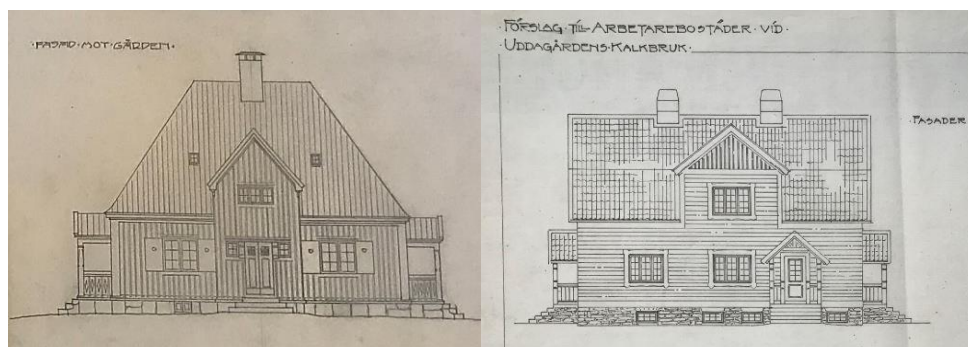 ·FASAD·MOT·GÅRDEN·
·FÖRSLAG·TILL·ARBETAREBOSTÄDER·VID·
·UDDAGÅRDENS·KALKBRUK·
·FASADER